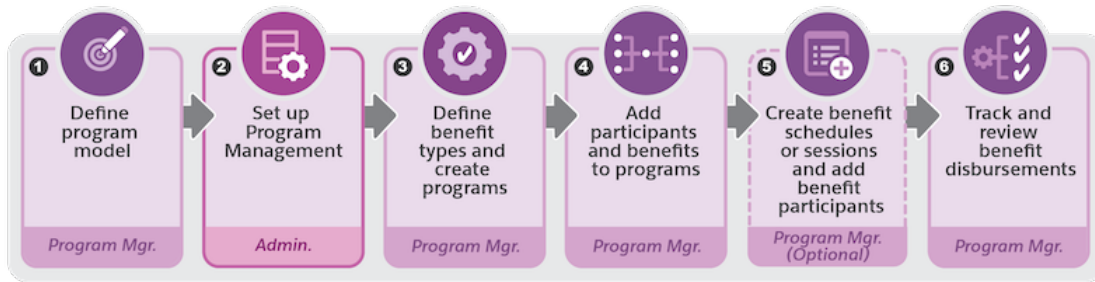 1
Define
program
model
Program Mgr.
2
Set up
Program
Management
Admin.
3
Define
benefit
types and
create
programs
Program Mgr.
4
Add
participants
and benefits
to programs
Program Mgr.
5
Create benefit
schedules
or sessions
and add
benefit
participants
Program Mgr.
(Optional)
6
Track and
review
benefit
disbursements
Program Mgr.